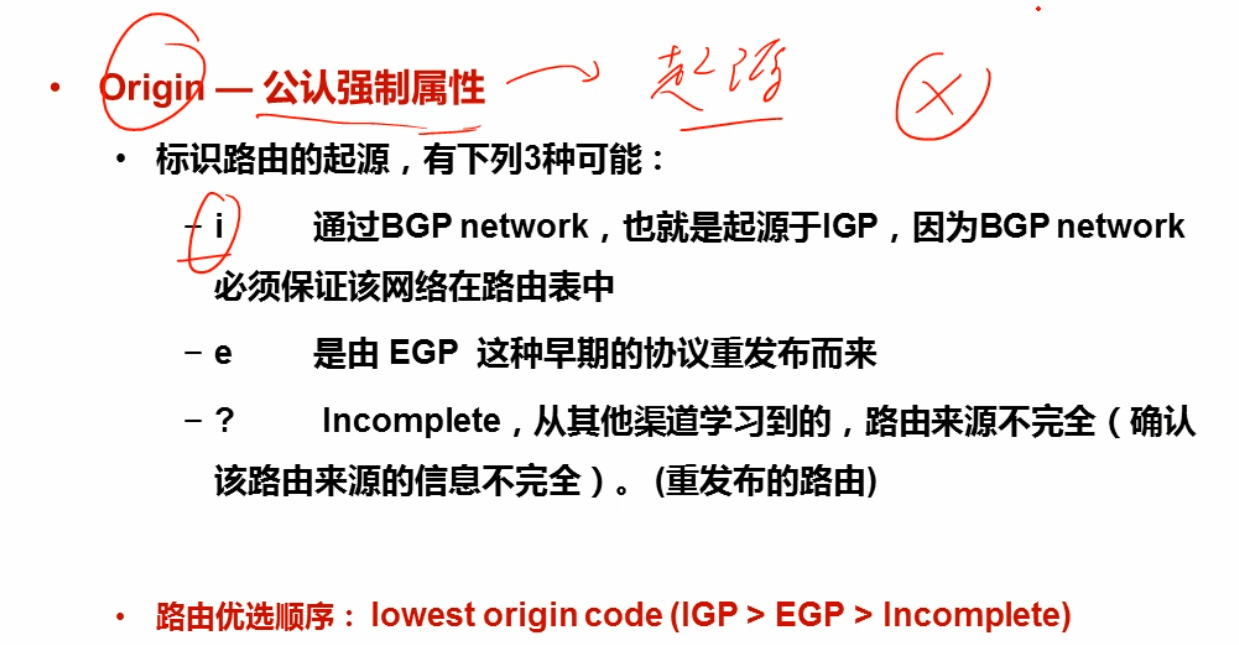 • Origin — 公认强制属性 → 起源
• 标识路由的起源，有下列3种可能：
– i 通过BGP network，也就是起源于IGP，因为BGP network
必须保证该网络在路由表中
– e 是由 EGP 这种早期的协议重发布而来
– ? Incomplete，从其他渠道学习到的，路由来源不完全（确认
该路由来源的信息不完全）。 (重发布的路由)
• 路由优选顺序： lowest origin code (IGP > EGP > Incomplete)